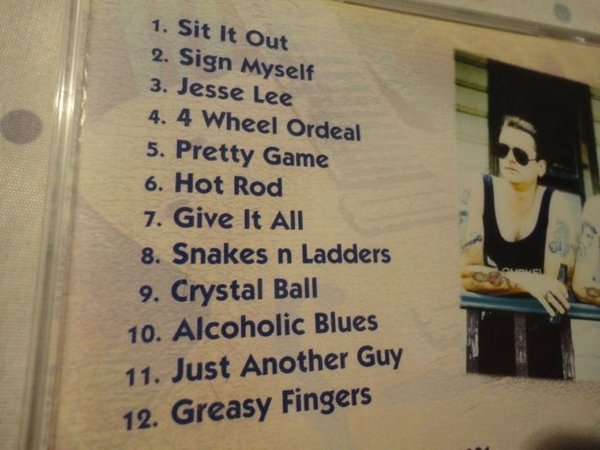 1. Sit It Out
2. Sign Myself
3. Jesse Lee
4. 4 Wheel Ordeal
5. Pretty Game
6. Hot Rod
7. Give It All
8. Snakes n Ladders
9. Crystal Ball
10. Alcoholic Blues
11. Just Another Guy
12. Greasy Fingers